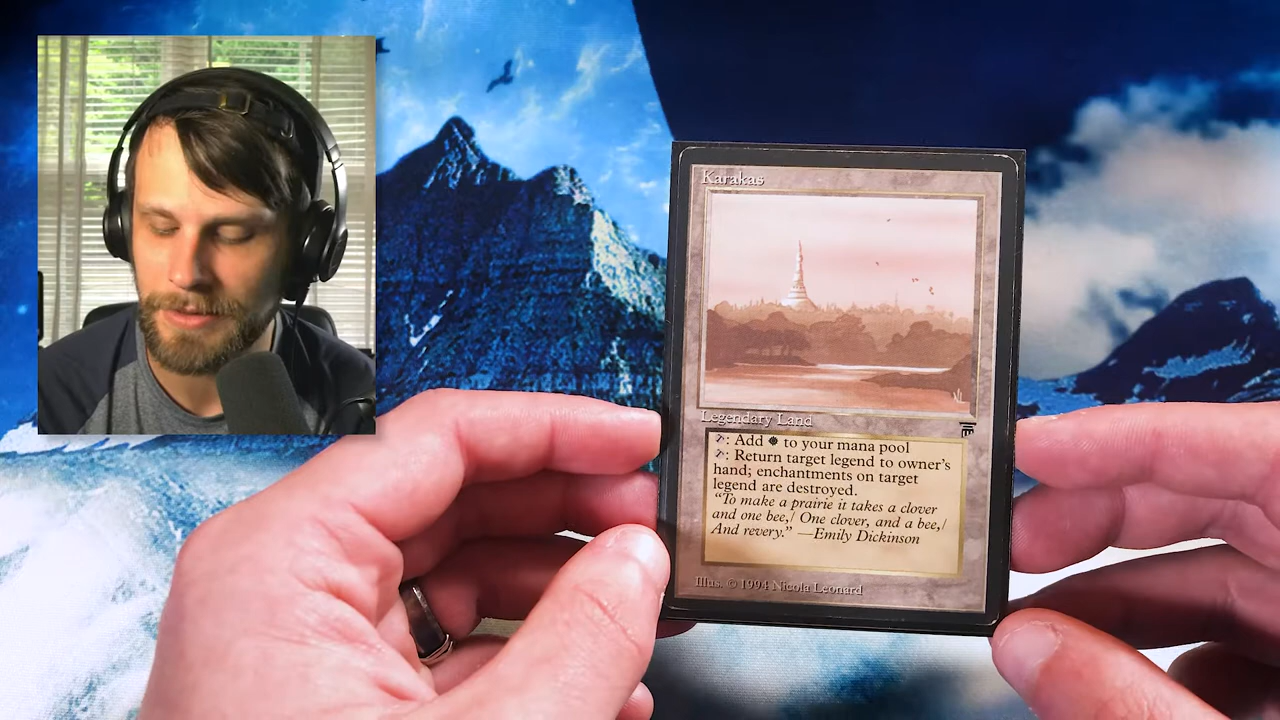 Karakas
Legendary Land
: Add to your mana pool
: Return target legend to owner's
hand; enchantments on target
legend are destroyed.
"To make a prairie it takes a clover
and one bee,/ One clover, and a bee,/
And revery." —Emily Dickinson
Illus. © 1994 Nicola Leonard